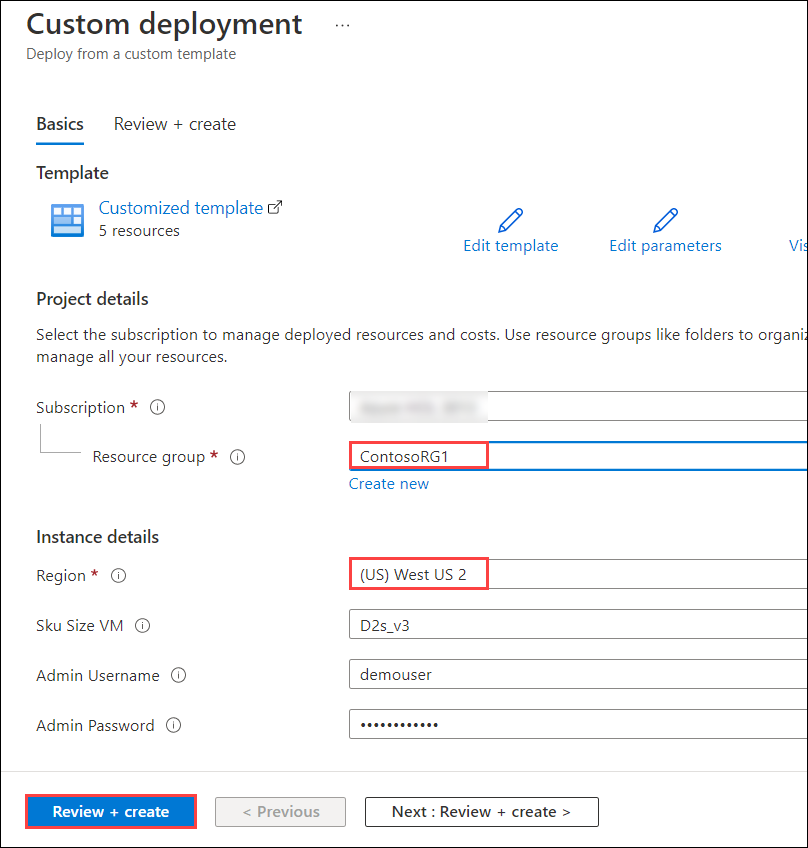 Custom deployment ...
Deploy from a custom template
Basics Review + create
Template
Customized template
5 resources
Edit template Edit parameters Vis
Project details
Select the subscription to manage deployed resources and costs. Use resource groups like folders to organiz
manage all your resources.
Subscription *
Resource group * ContosoRG1
Create new
Instance details
Region * (US) West US 2
Sku Size VM D2s_v3
Admin Username demouser
Admin Password ••••••••••••
Review + create < Previous Next : Review + create >